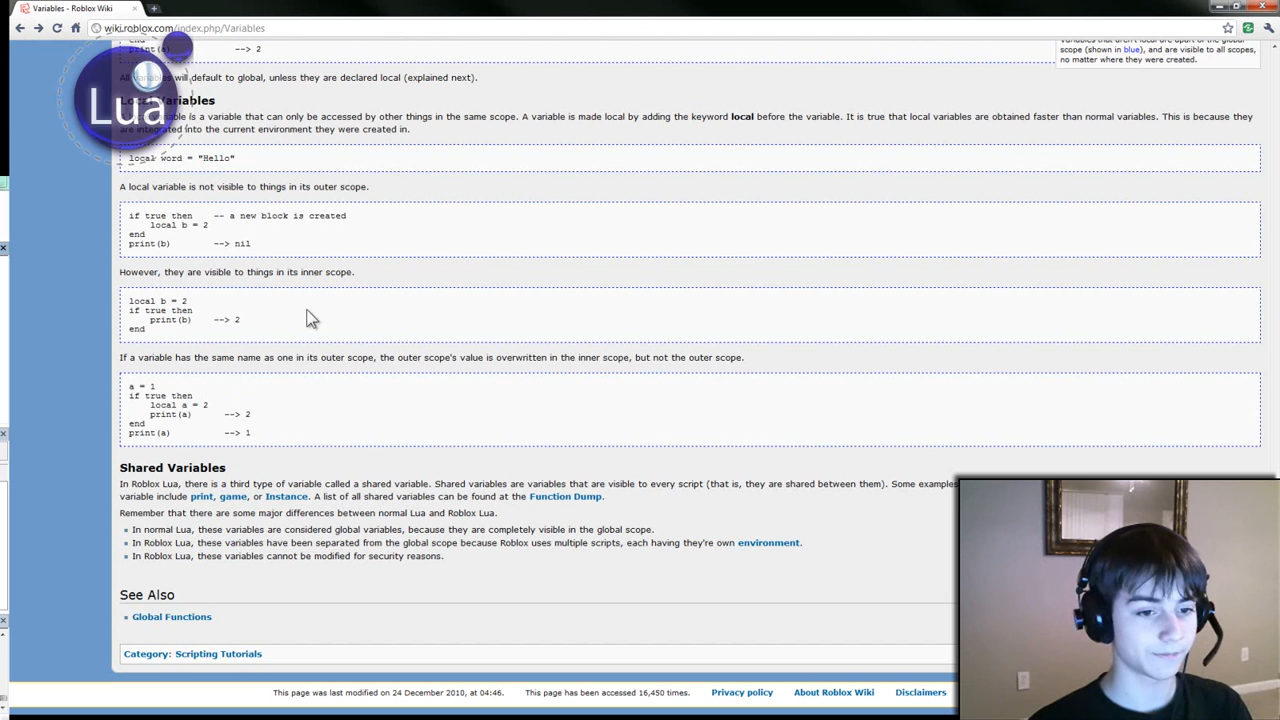 Variables - Roblox Wiki
wiki.roblox.com/index.php/Variables
print(a) --> 2
scope (shown in blue), and are visible to all scopes,
no matter where they were created.
All variables will default to global, unless they are declared local (explained next).
Lua
Local Variables
is a variable that can only be accessed by other things in the same scope. A variable is made local by adding the keyword local before the variable. It is true that local variables are obtained faster than normal variables. This is because they
are integrated into the current environment they were created in.
local word = "Hello"
A local variable is not visible to things in its outer scope.
if true then -- a new block is created
local b = 2
end
print(b) --> nil
However, they are visible to things in its inner scope.
local b = 2
if true then
print(b) --> 2
end
If a variable has the same name as one in its outer scope, the outer scope's value is overwritten in the inner scope, but not the outer scope.
a = 1
if true then
local a = 2
print(a) --> 2
end
print(a) --> 1
Shared Variables
In Roblox Lua, there is a third type of variable called a shared variable. Shared variables are variables that are visible to every script (that is, they are shared between them). Some examples
variable include print, game, or Instance. A list of all shared variables can be found at the Function Dump.
Remember that there are some major differences between normal Lua and Roblox Lua.
In normal Lua, these variables are considered global variables, because they are completely visible in the global scope.
In Roblox Lua, these variables have been separated from the global scope because Roblox uses multiple scripts, each having they're own environment.
In Roblox Lua, these variables cannot be modified for security reasons.
See Also
Global Functions
Category: Scripting Tutorials
This page was last modified on 24 December 2010, at 04:46. This page has been accessed 16,450 times. Privacy policy About Roblox Wiki Disclaimers